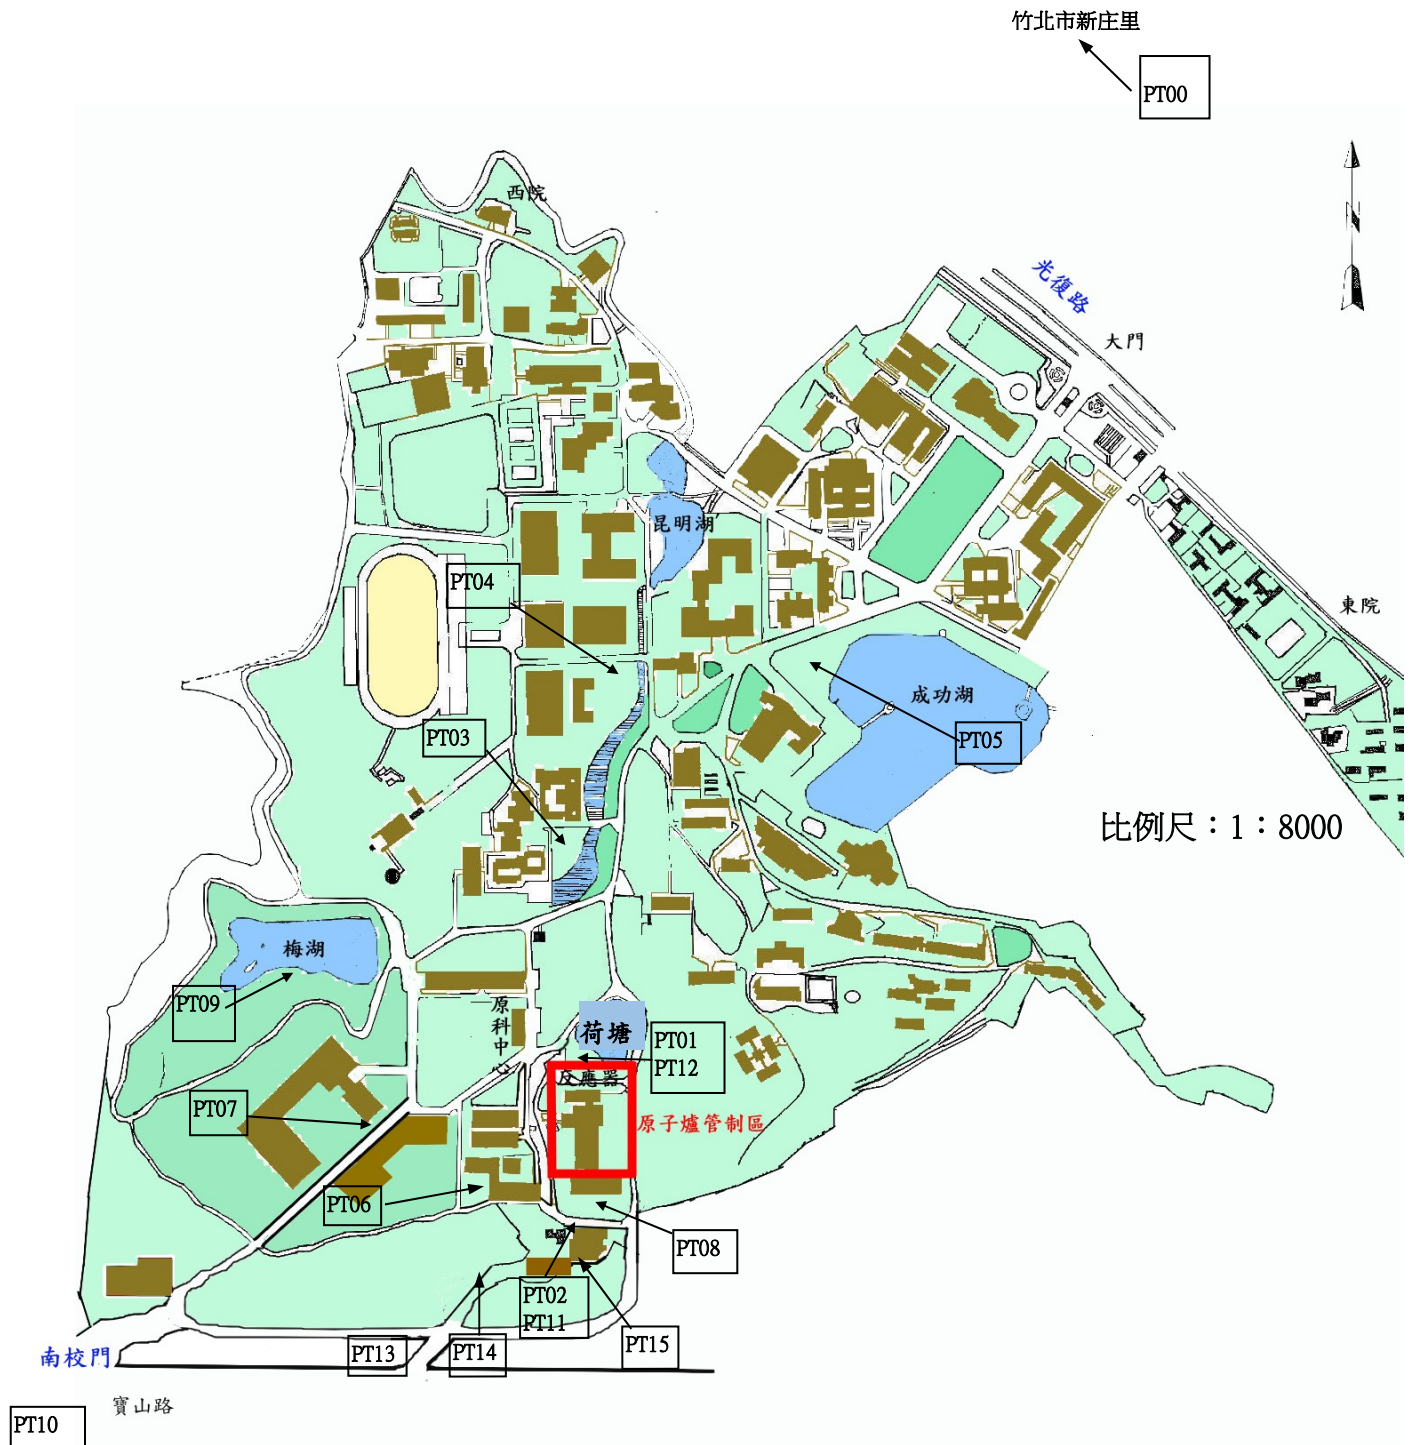 竹北市新庄里
PT00
西院
光復路
大門
昆明湖
PT04
東院
成功湖
PT03
PT05
比例尺：1：8000
梅湖
PT09
原科中心
荷塘
PT01
PT12
反應器
PT07
原子爐管制區
PT06
PT08
PT02
PT11
PT15
PT13
PT14
南校門
寶山路
PT10
N